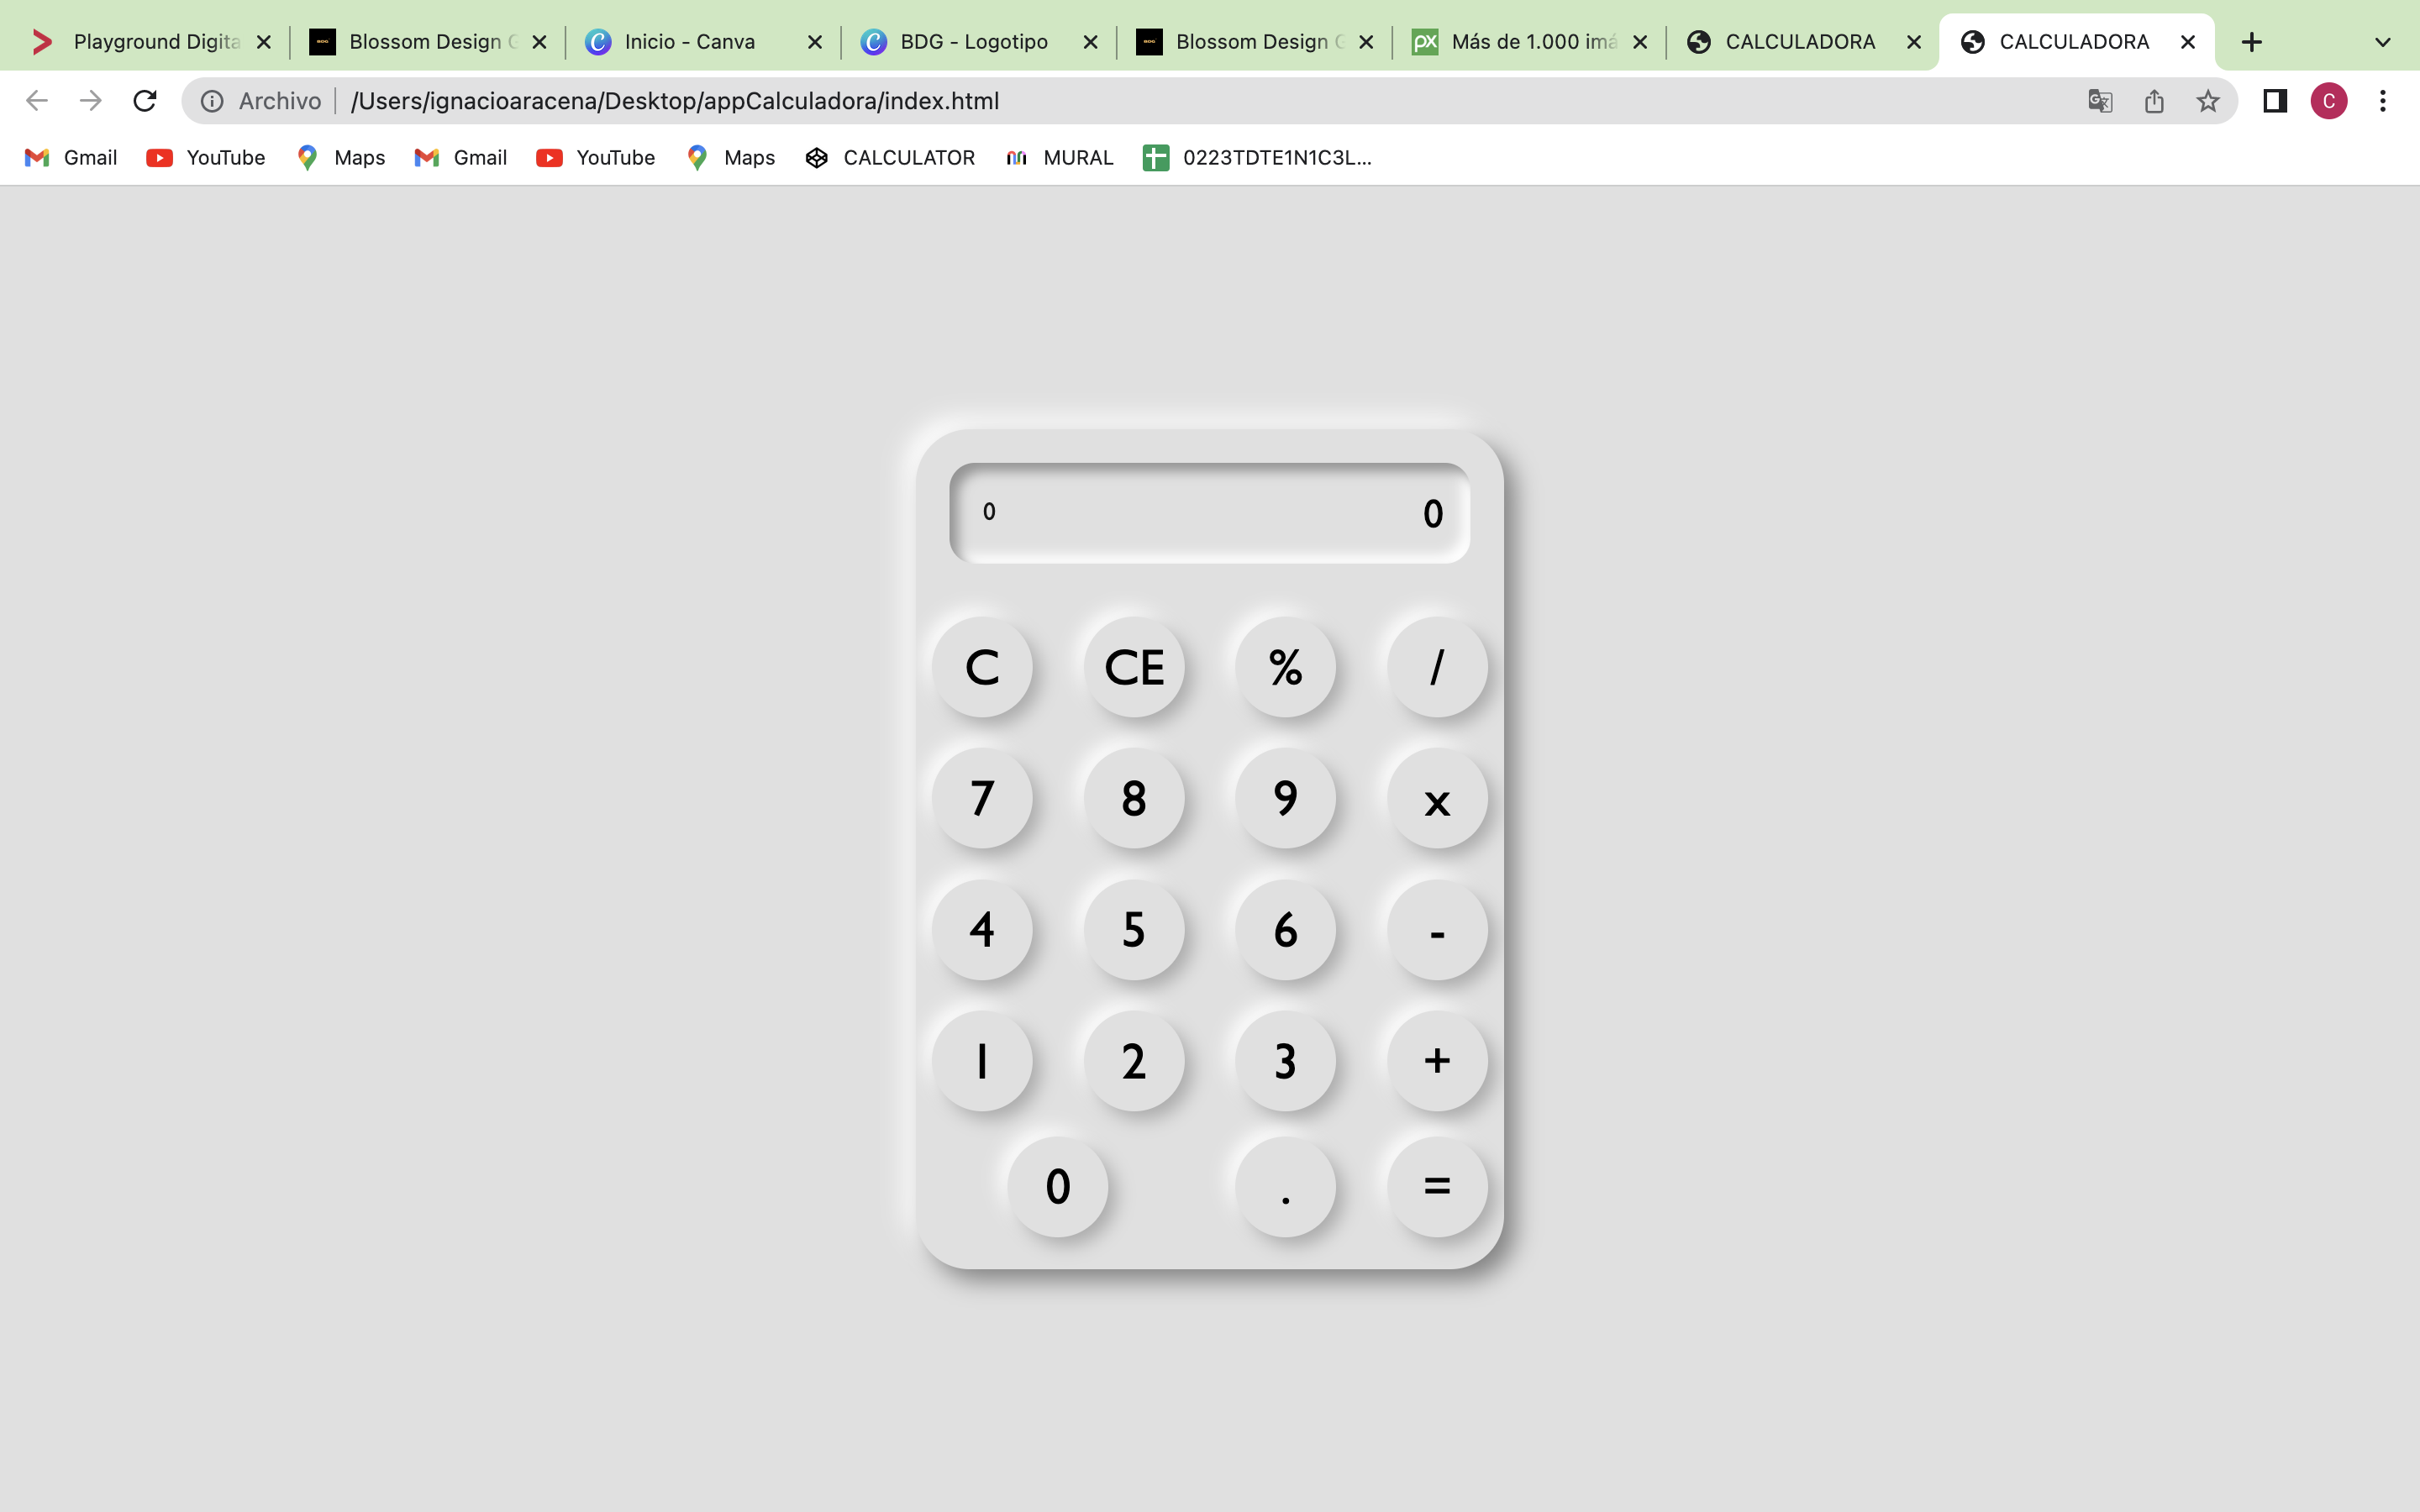 Playground Digita
Blossom Design
Inicio - Canva
BDG - Logotipo
Blossom Design
Más de 1.000 imá
CALCULADORA
CALCULADORA
Archivo /Users/ignacioaracena/Desktop/appCalculadora/index.html
C
Gmail YouTube Maps Gmail YouTube Maps CALCULATOR MURAL 0223TDTE1N1C3L...
0 0
C CE % /
7 8 9 x
4 5 6 -
1 2 3 +
0 . =